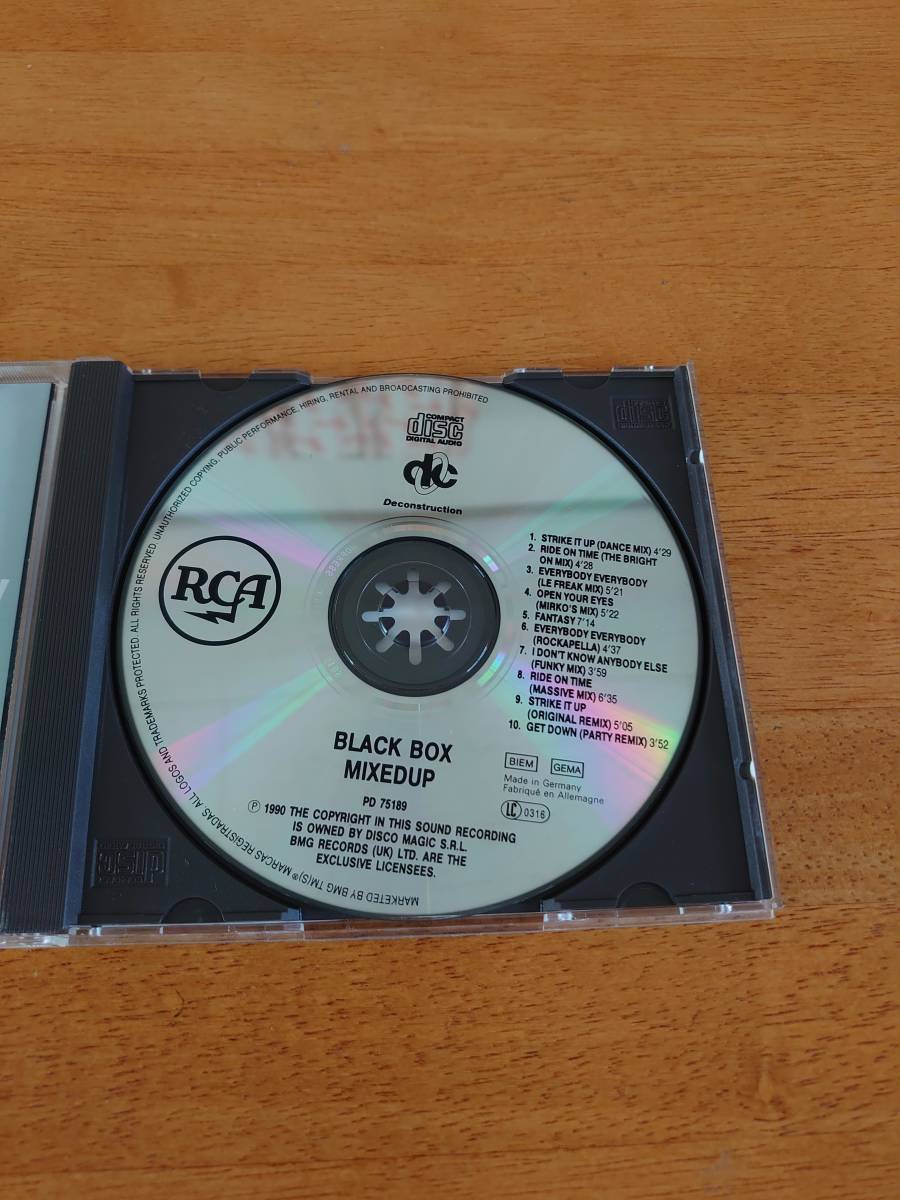 UNAUTHORIZED COPYING, PUBLIC PERFORMANCE, HIRING, RENTAL AND BROADCASTING PROHIBITED
COMPACT
disc
DIGITAL AUDIO
dc
Deconstruction
RCA
1. STRIKE IT UP (DANCE MIX) 4'29
2. RIDE ON TIME (THE BRIGHT
ON MIX) 4'28
3. EVERYBODY EVERYBODY
(LE FREAK MIX) 5'21
4. OPEN YOUR EYES
(MIRKO'S MIX) 5'22
5. FANTASY 7'14
6. EVERYBODY EVERYBODY
(ROCKAPELLA) 4'37
7. I DON'T KNOW ANYBODY ELSE
(FUNKY MIX) 3'59
8. RIDE ON TIME
(MASSIVE MIX) 6'35
9. STRIKE IT UP
(ORIGINAL REMIX) 5'05
10. GET DOWN (PARTY REMIX) 3'52
BLACK BOX
MIXEDUP
PD 75189
℗ 1990 THE COPYRIGHT IN THIS SOUND RECORDING
IS OWNED BY DISCO MAGIC S.R.L.
BMG RECORDS (UK) LTD. ARE THE
EXCLUSIVE LICENSEES.
BIEM GEMA
Made in Germany
Fabriqué en Allemagne
LC 0316
MARKETED BY BMG TM(S)® MARCAS REGISTRADAS. ALL LOGOS AND TRADEMARKS PROTECTED. ALL RIGHTS RESERVED.
disc
disc